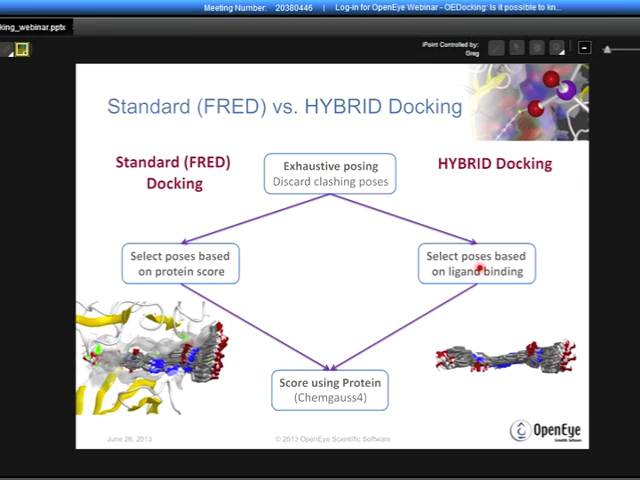 Meeting Number: 20380446 | Log-in for OpenEye Webinar - OEDocking: Is it possible to kn...
king_webinar.pptx
iPoint Controlled by:
Greg
Standard (FRED) vs. HYBRID Docking
Standard (FRED)
Docking
Exhaustive posing
Discard clashing poses
HYBRID Docking
Select poses based
on protein score
Select poses based
on ligand binding
Score using Protein
(Chemgauss4)
June 26, 2013
© 2013 OpenEye Scientific Software
OpenEye
Scientific Software